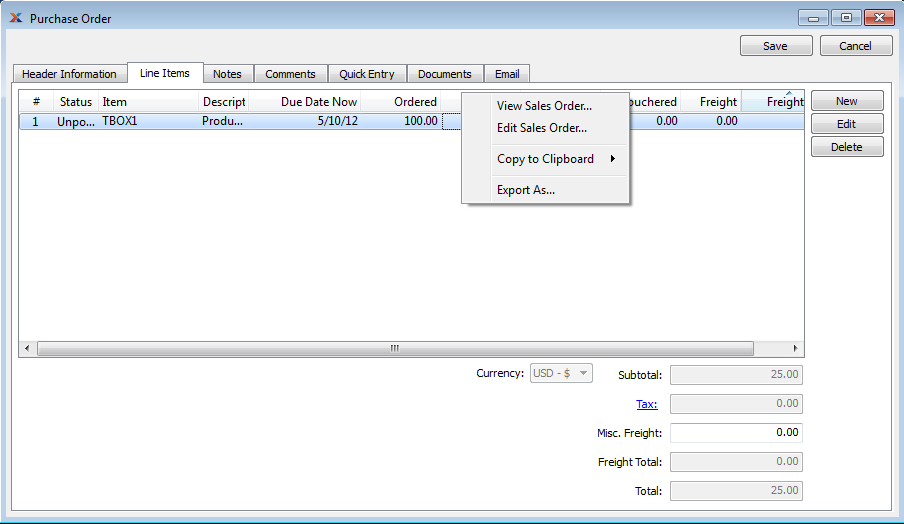 Purchase Order
Save Cancel
Header Information Line Items Notes Comments Quick Entry Documents Email
# Status Item Descript Due Date Now Ordered ouchered Freight Freight
1 Unpo... TBOX1 Produ... 5/10/12 100.00 0.00 0.00
View Sales Order...
Edit Sales Order...
Copy to Clipboard
Export As...
New
Edit
Delete
Currency: USD - $ Subtotal: 25.00
Tax: 0.00
Misc. Freight: 0.00
Freight Total: 0.00
Total: 25.00